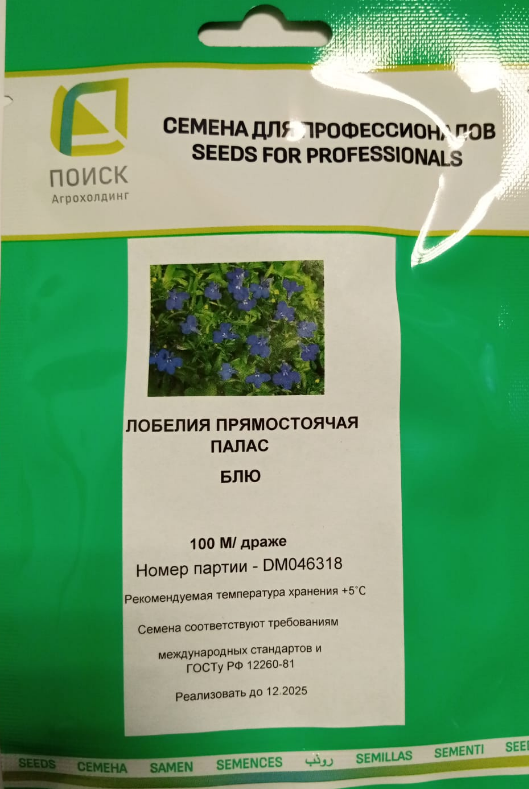 СЕМЕНА ДЛЯ ПРОФЕССИОНАЛОВ
SEEDS FOR PROFESSIONALS
ПОИСК
Агрохолдинг
ЛОБЕЛИЯ ПРЯМОСТОЯЧАЯ
ПАЛАС
БЛЮ
100 М/ драже
Номер партии - DM046318
Рекомендуемая температура хранения +5°С
Семена соответствуют требованиям
международных стандартов и
ГОСТу РФ 12260-81
Реализовать до 12.2025
SEEDS СЕМЕНА SAMEN SEMENCES SEMILLAS SEMENTI